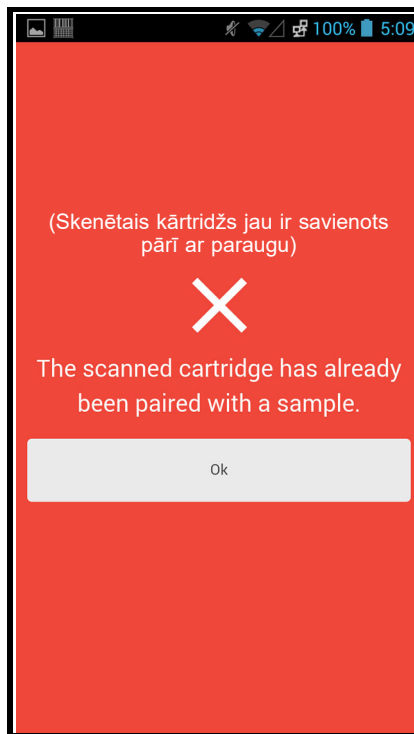 100% 5:09
(Skenētais kārtridžs jau ir savienots
pārī ar paraugu)
The scanned cartridge has already
been paired with a sample.
Ok